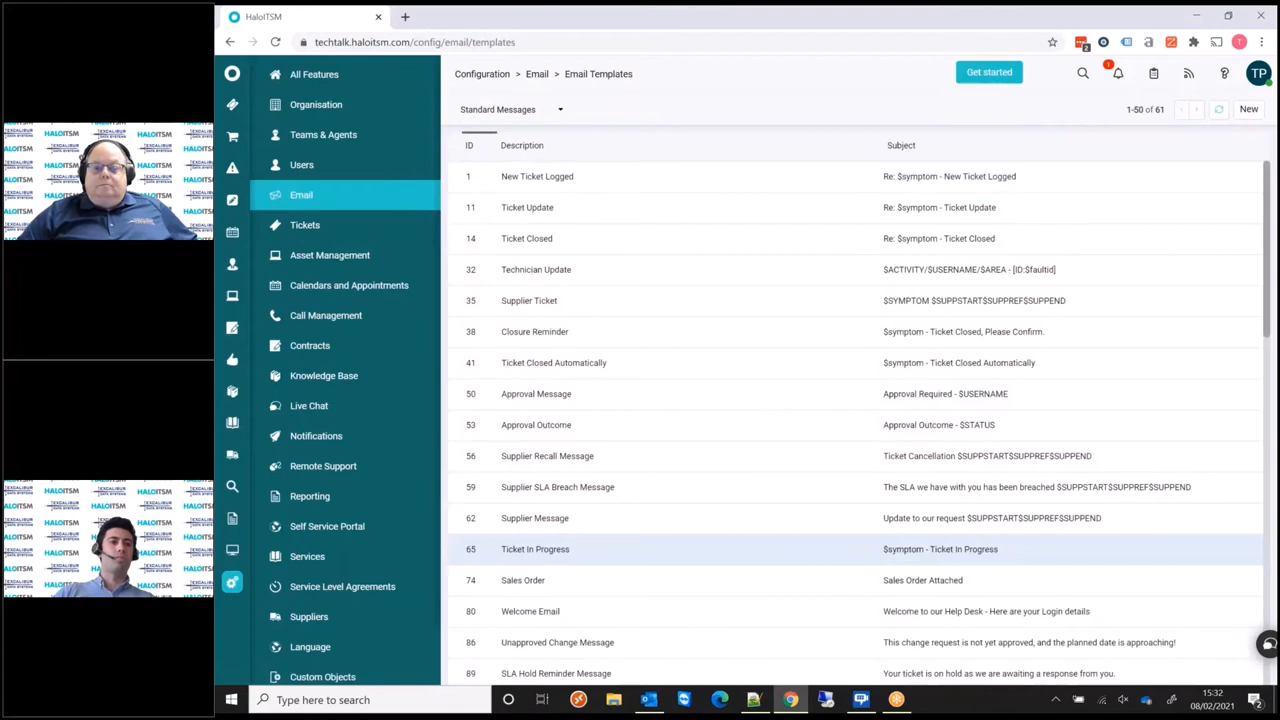 HaloITSM
techtalk.haloitsm.com/config/email/templates
2
All Features
Organisation
Teams & Agents
Users
Email
Tickets
Asset Management
Calendars and Appointments
Call Management
Contracts
Knowledge Base
Live Chat
Notifications
Remote Support
Reporting
Self Service Portal
Services
Service Level Agreements
Suppliers
Language
Custom Objects
Configuration > Email > Email Templates
Get started
1
TP
Standard Messages
1-50 of 61
New
ID Description Subject
1 New Ticket Logged Re: $symptom - New Ticket Logged
11 Ticket Update Re: $symptom - Ticket Update
14 Ticket Closed Re: $symptom - Ticket Closed
32 Technician Update $ACTIVITY/$USERNAME/$AREA - [ID:$faultid]
35 Supplier Ticket $SYMPTOM $SUPPSTART$SUPPREF$SUPPEND
38 Closure Reminder $symptom - Ticket Closed, Please Confirm.
41 Ticket Closed Automatically $symptom - Ticket Closed Automatically
50 Approval Message Approval Required - $USERNAME
53 Approval Outcome Approval Outcome - $STATUS
56 Supplier Recall Message Ticket Cancellation $SUPPSTART$SUPPREF$SUPPEND
59 Supplier SLA Breach Message The SLA we have with you has been breached $SUPPSTART$SUPPREF$SUPPEND
62 Supplier Message Update to our request $SUPPSTART$SUPPREF$SUPPEND
65 Ticket In Progress $symptom - Ticket In Progress
74 Sales Order Sales Order Attached
80 Welcome Email Welcome to our Help Desk - Here are your Login details
86 Unapproved Change Message This change request is not yet approved, and the planned date is approaching!
89 SLA Hold Reminder Message Your ticket is on hold as we are awaiting a response from you.
Type here to search
15:32
08/02/2021
2
HALOITSM
EXCALIBUR
DATA SYSTEMS
HALOITSM
EXCALIBUR
DATA SYSTEMS